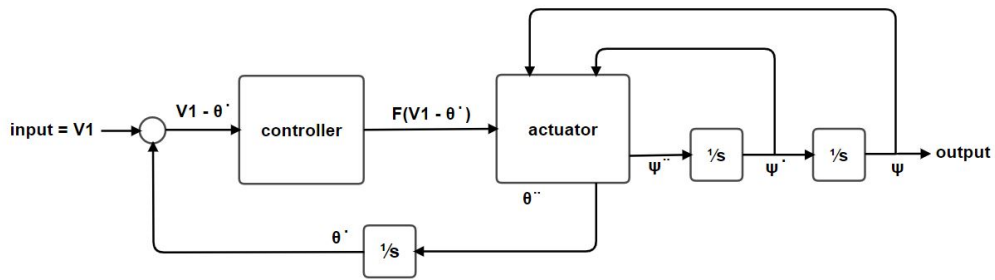 input = V1
V1 - θ˙
controller
F(V1 - θ˙)
actuator
ψ¨
¹⁄s
ψ˙
¹⁄s
ψ
output
θ¨
θ˙
¹⁄s